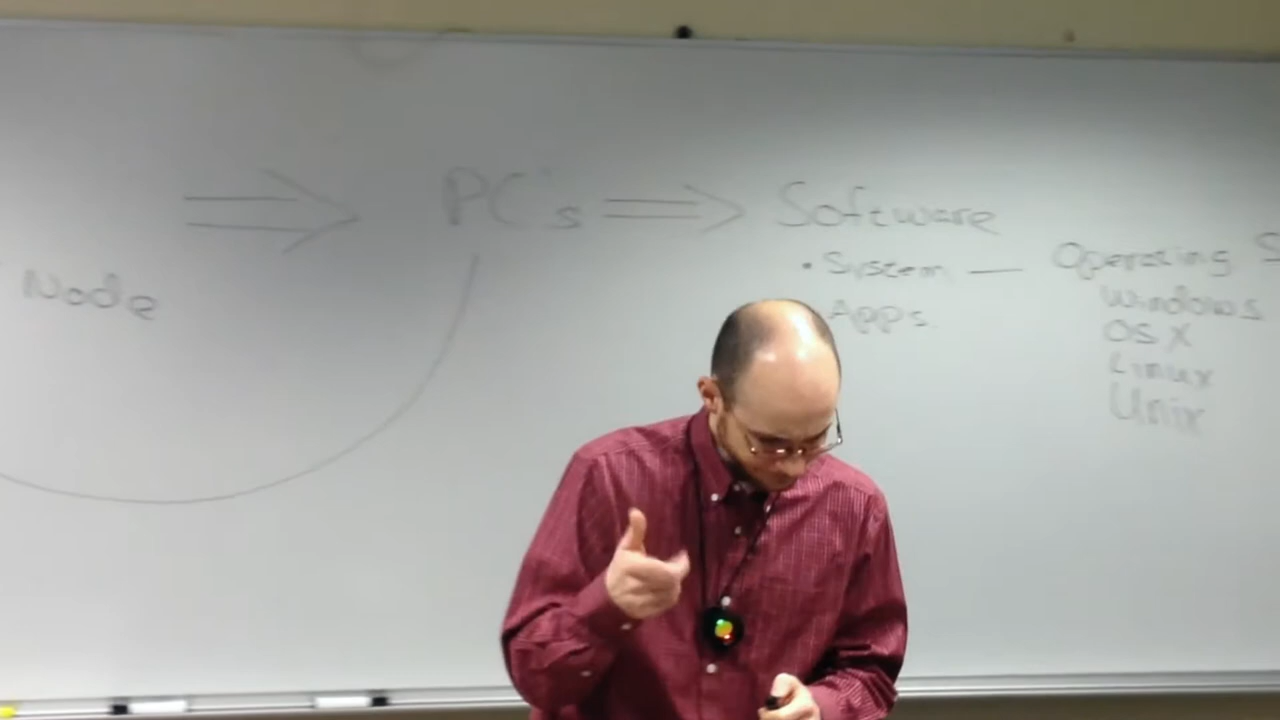 PC's Software
Node
• System — Operating S
Apps
Windows
OS X
Linux
Unix